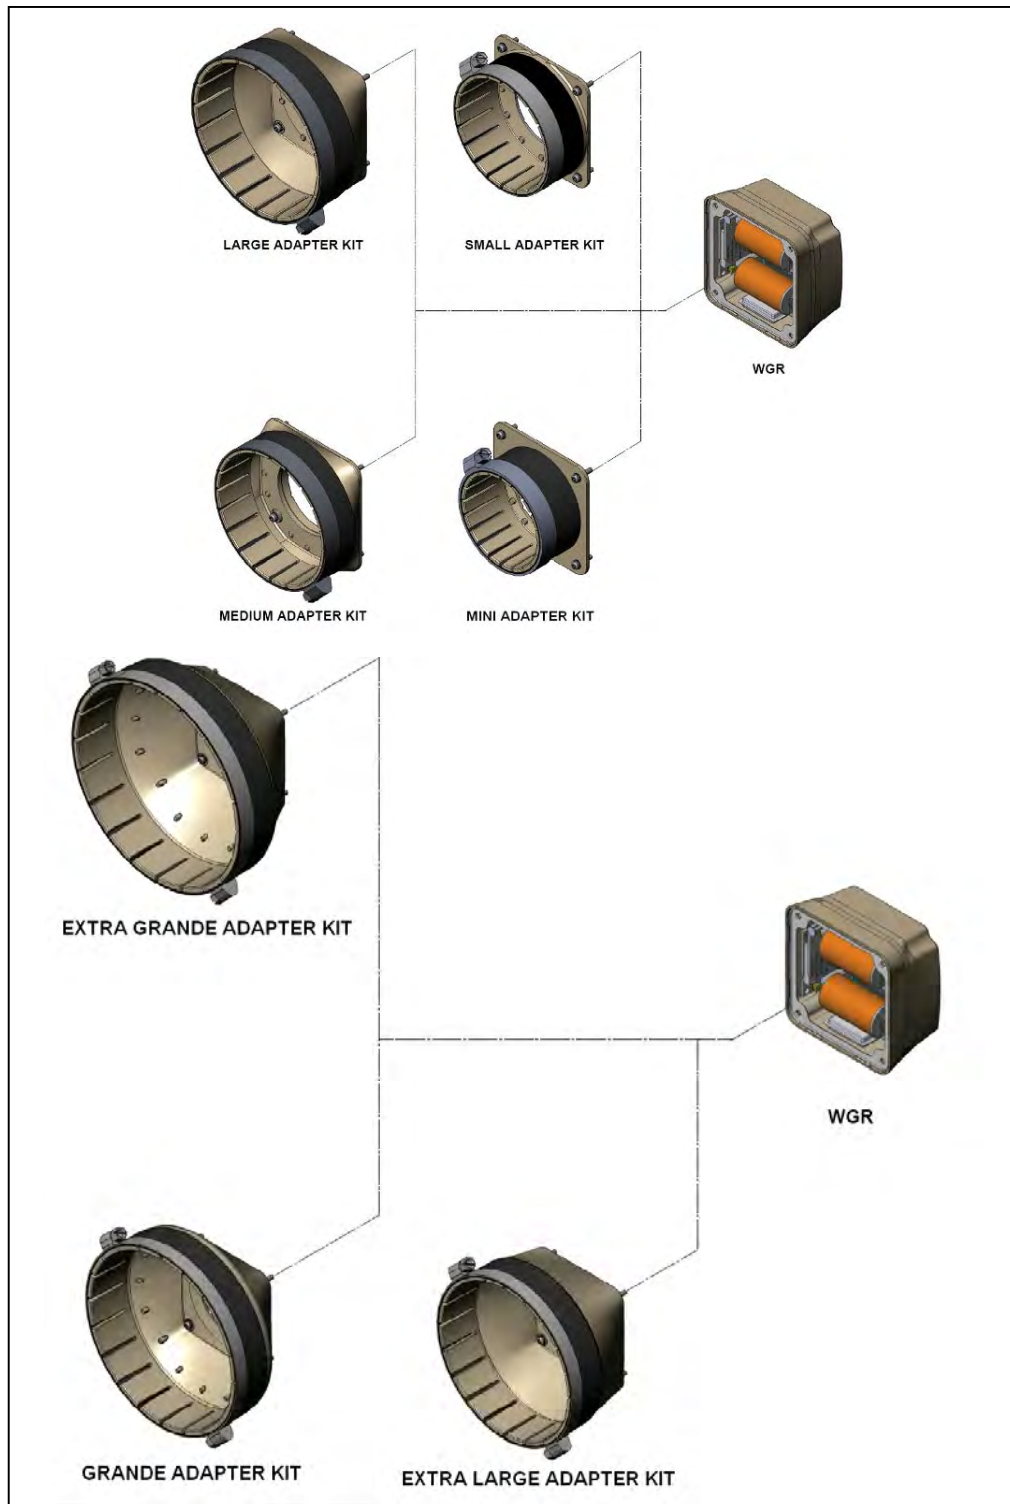 LARGE ADAPTER KIT
SMALL ADAPTER KIT
WGR
MEDIUM ADAPTER KIT
MINI ADAPTER KIT
EXTRA GRANDE ADAPTER KIT
WGR
GRANDE ADAPTER KIT
EXTRA LARGE ADAPTER KIT